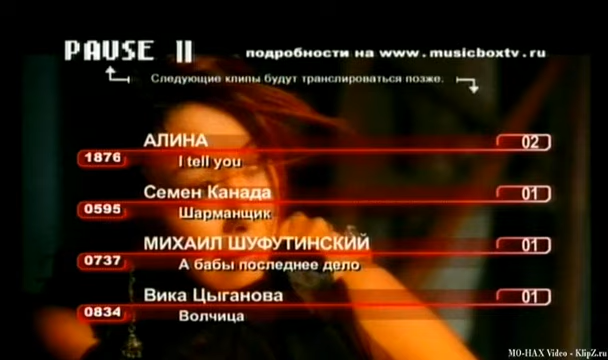 PAUSE II
подробности на www.musicboxtv.ru
Следующие клипы будут транслироваться позже.
АЛИНА
02
1876
I tell you
Семен Канада
01
0595
Шарманщик
МИХАИЛ ШУФУТИНСКИЙ
01
0737
А бабы последнее дело
Вика Цыганова
01
0834
Волчица
MO-HAX Video - KlipZ.ru